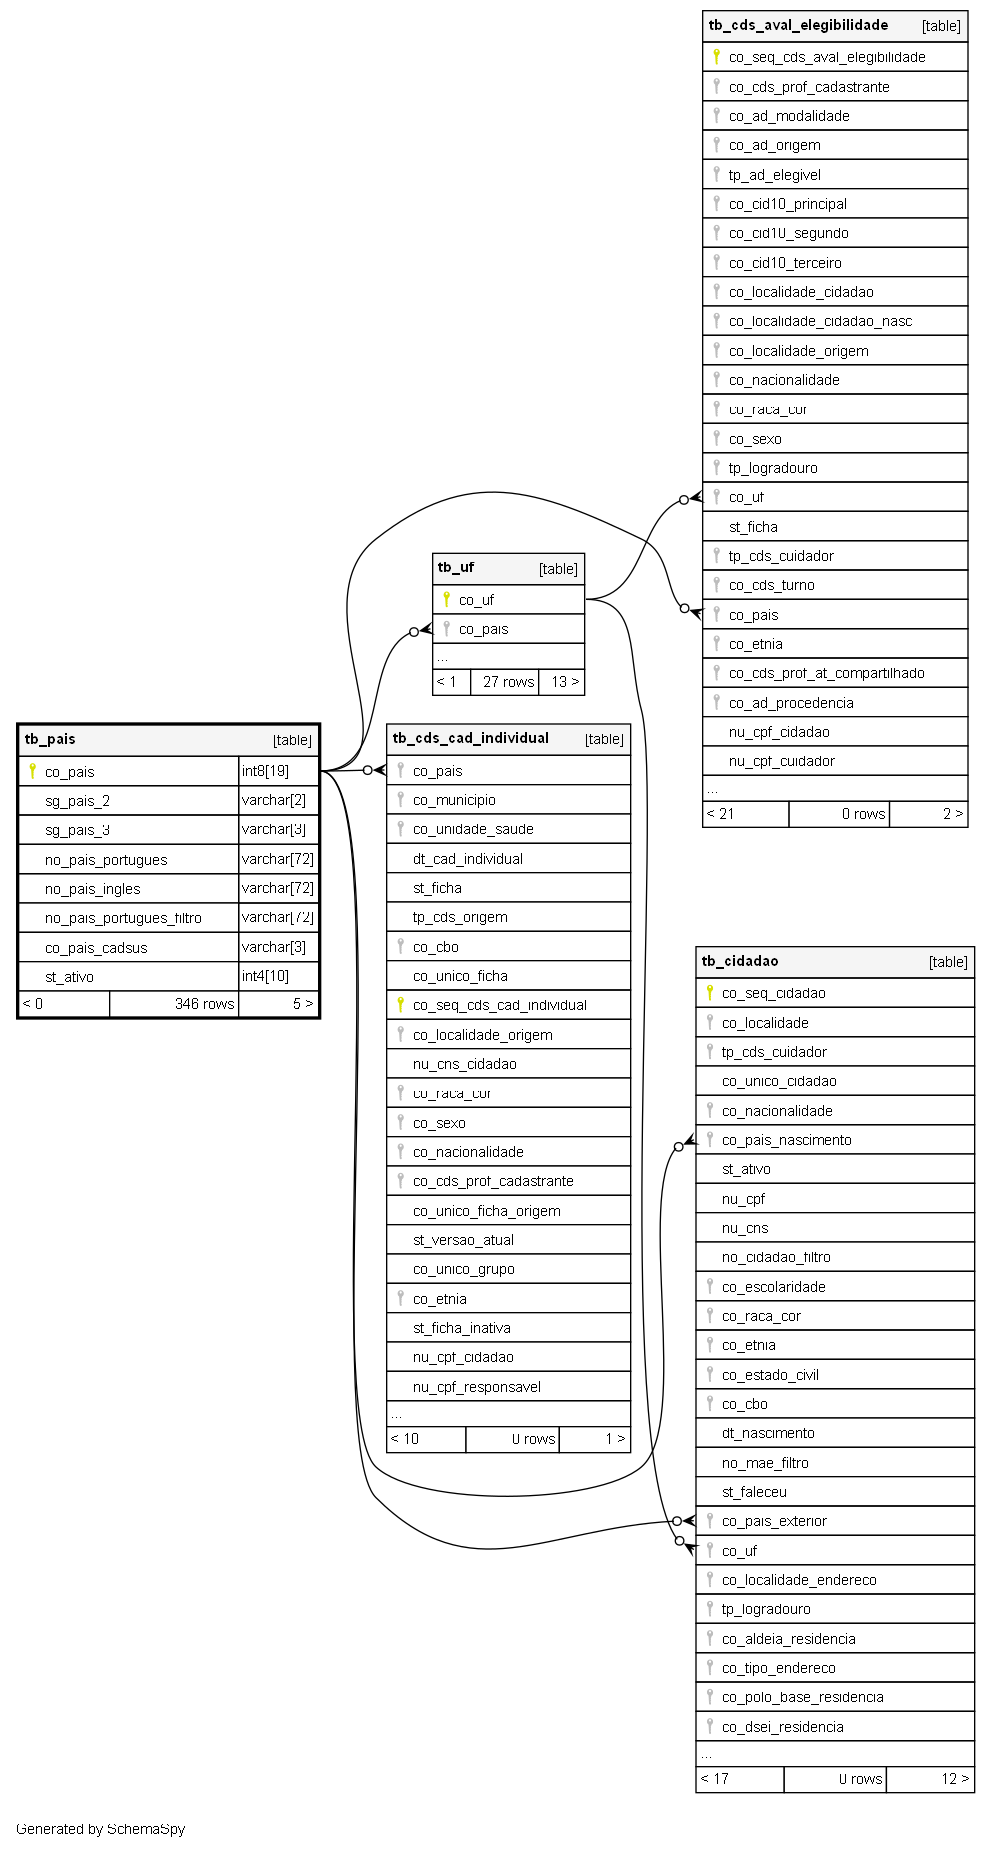 tb_cds_aval_elegibilidade [table]
co_seq_cds_aval_elegibilidade
co_cds_prof_cadastrante
co_ad_modalidade
co_ad_origem
tp_ad_elegivel
co_cid10_principal
co_cid10_segundo
co_cid10_terceiro
co_localidade_cidadao
co_localidade_cidadao_nasc
co_localidade_origem
co_nacionalidade
co_raca_cor
co_sexo
tp_logradouro
co_uf
st_ficha
tp_cds_cuidador
co_cds_turno
co_pais
co_etnia
co_cds_prof_at_compartilhado
co_ad_procedencia
nu_cpf_cidadao
nu_cpf_cuidador
...
< 21 0 rows 2 >
tb_uf [table]
co_uf
co_pais
...
< 1 27 rows 13 >
tb_pais [table]
co_pais int8[19]
sg_pais_2 varchar[2]
sg_pais_3 varchar[3]
no_pais_portugues varchar[72]
no_pais_ingles varchar[72]
no_pais_portugues_filtro varchar[72]
co_pais_cadsus varchar[3]
st_ativo int4[10]
< 0 346 rows 5 >
tb_cds_cad_individual [table]
co_pais
co_municipio
co_unidade_saude
dt_cad_individual
st_ficha
tp_cds_origem
co_cbo
co_unico_ficha
co_seq_cds_cad_individual
co_localidade_origem
nu_cns_cidadao
co_raca_cor
co_sexo
co_nacionalidade
co_cds_prof_cadastrante
co_unico_ficha_origem
st_versao_atual
co_unico_grupo
co_etnia
st_ficha_inativa
nu_cpf_cidadao
nu_cpf_responsavel
...
< 10 0 rows 1 >
tb_cidadao [table]
co_seq_cidadao
co_localidade
tp_cds_cuidador
co_unico_cidadao
co_nacionalidade
co_pais_nascimento
st_ativo
nu_cpf
nu_cns
no_cidadao_filtro
co_escolaridade
co_raca_cor
co_etnia
co_estado_civil
co_cbo
dt_nascimento
no_mae_filtro
st_faleceu
co_pais_exterior
co_uf
co_localidade_endereco
tp_logradouro
co_aldeia_residencia
co_tipo_endereco
co_polo_base_residencia
co_dsei_residencia
...
< 17 0 rows 12 >
Generated by SchemaSpy